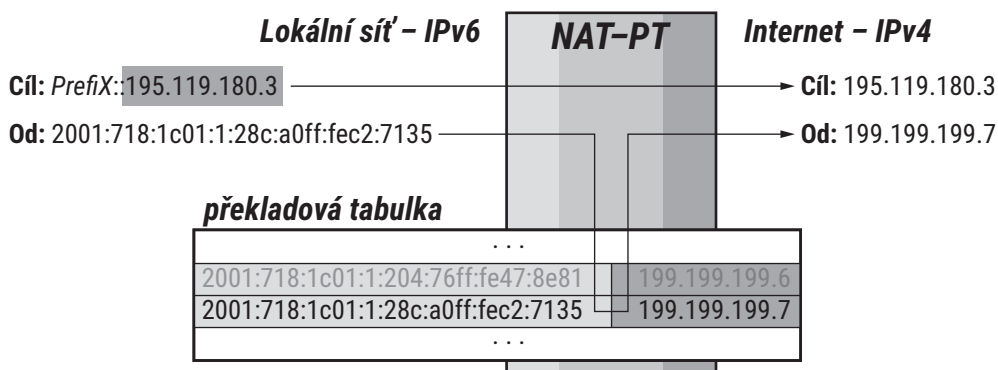 Lokální síť – IPv6 NAT–PT Internet – IPv4
Cíl: PrefiX::195.119.180.3 Cíl: 195.119.180.3
Od: 2001:718:1c01:1:28c:a0ff:fec2:7135 Od: 199.199.199.7
překladová tabulka
. . .
2001:718:1c01:1:204:76ff:fe47:8e81 199.199.199.6
2001:718:1c01:1:28c:a0ff:fec2:7135 199.199.199.7
. . .